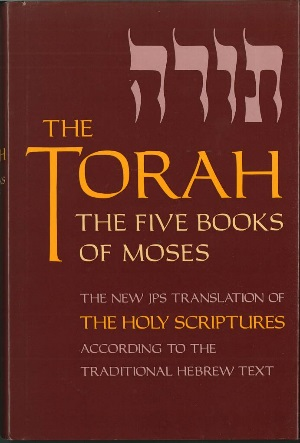 תורה
THE
TORAH
THE FIVE BOOKS
OF MOSES
THE NEW JPS TRANSLATION OF
THE HOLY SCRIPTURES
ACCORDING TO THE
TRADITIONAL HEBREW TEXT